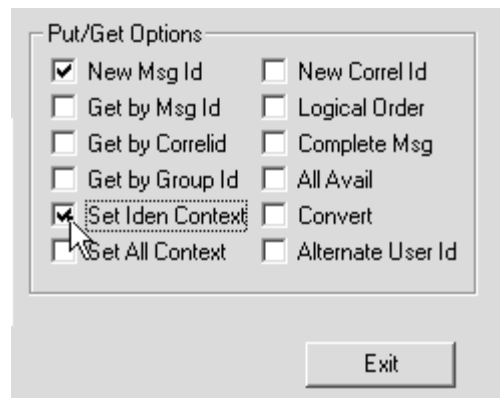 Put/Get Options
New Msg Id
New Correl Id
Get by Msg Id
Logical Order
Get by Correlid
Complete Msg
Get by Group Id
All Avail
Set Iden Context
Convert
Set All Context
Alternate User Id
Exit